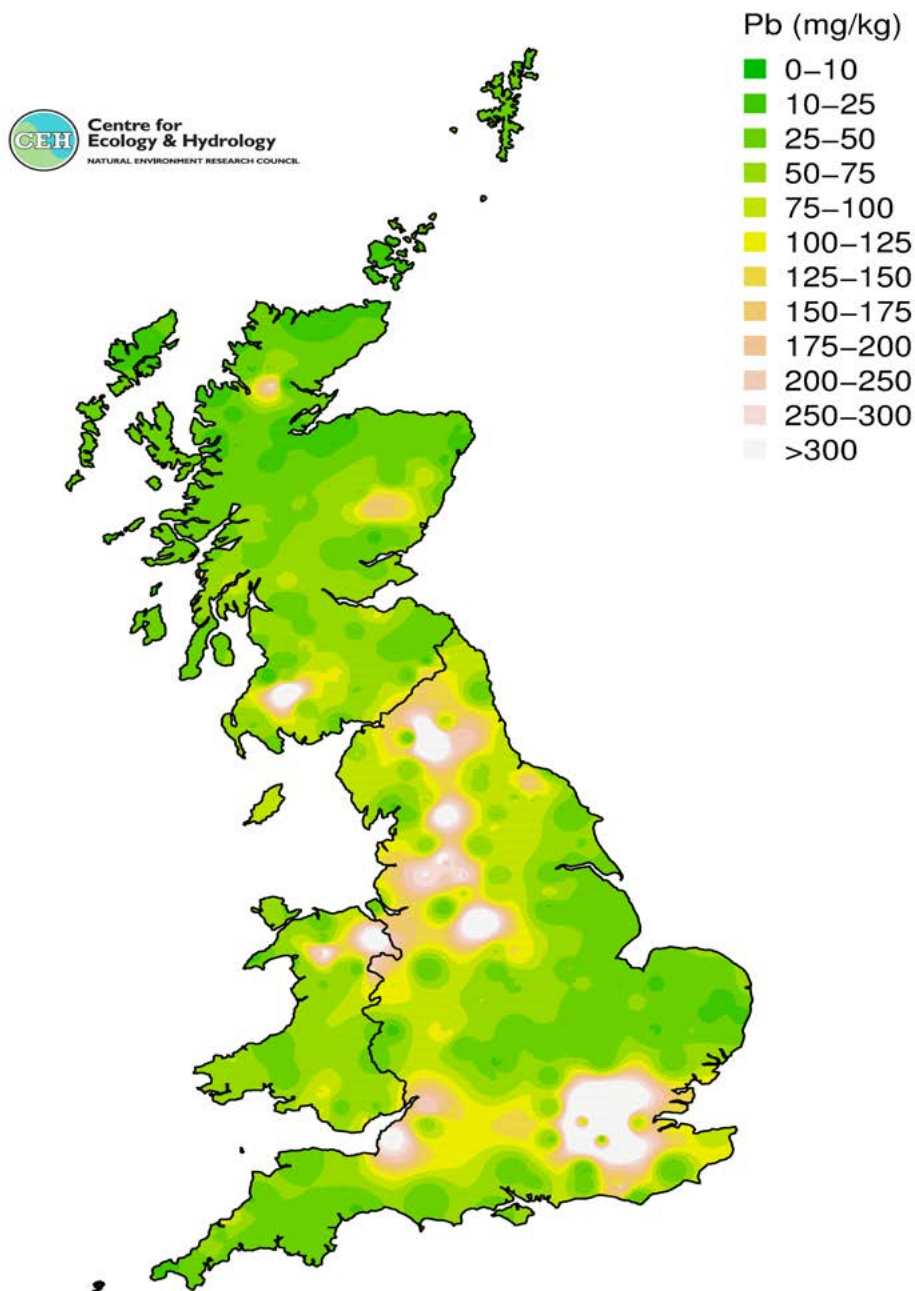 Pb (mg/kg)
0–10
10–25
25–50
50–75
75–100
100–125
125–150
150–175
175–200
200–250
250–300
>300
CEH
Centre for
Ecology & Hydrology
NATURAL ENVIRONMENT RESEARCH COUNCIL